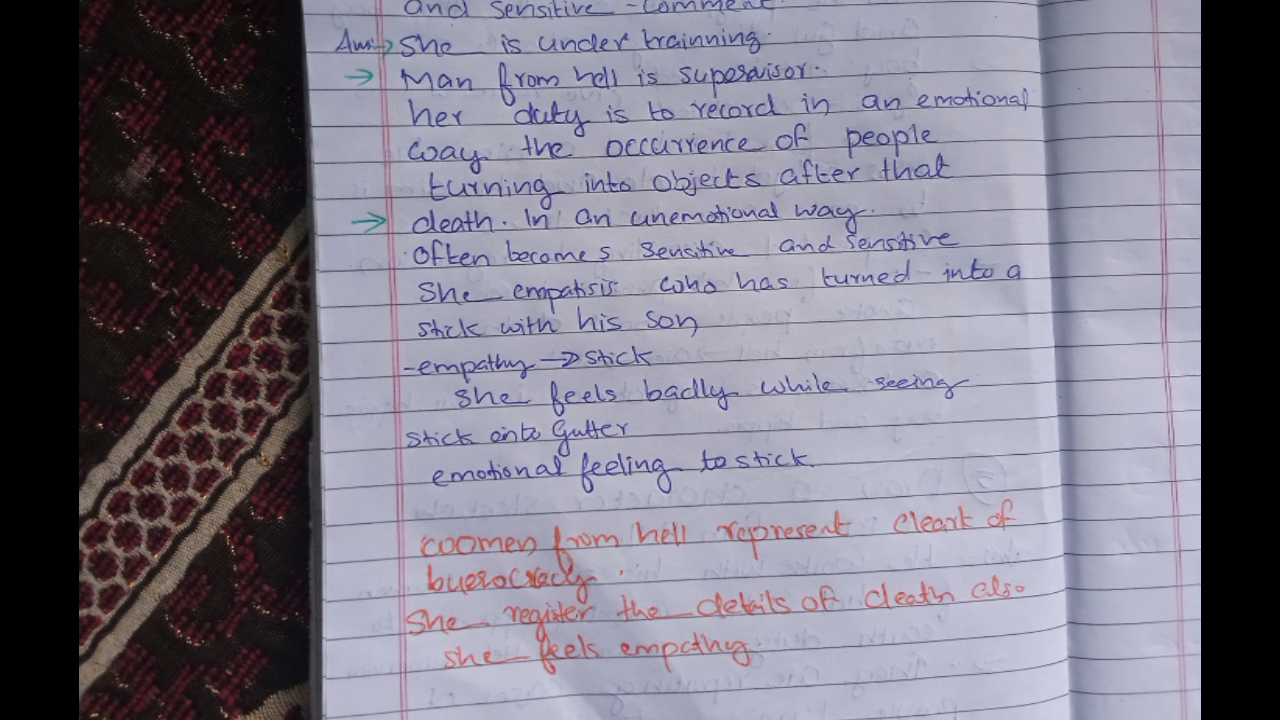 and sensitive - comment.
Ans:-> She is under trainning.
-> Man from hell is supervisor.
her duty is to record in an emotional
way the occurrence of people
turning into objects after that
-> death. In an unemotional way.
Often becomes sensitive and sensitive
She empatisis who has turned into a
stick with his son
-empathy -> stick
she feels badly while seeing
stick onto Gutter
emotional feeling to stick
women from hell represent cleark of
buerocracy.
She register the details of death also
she feels empathy.